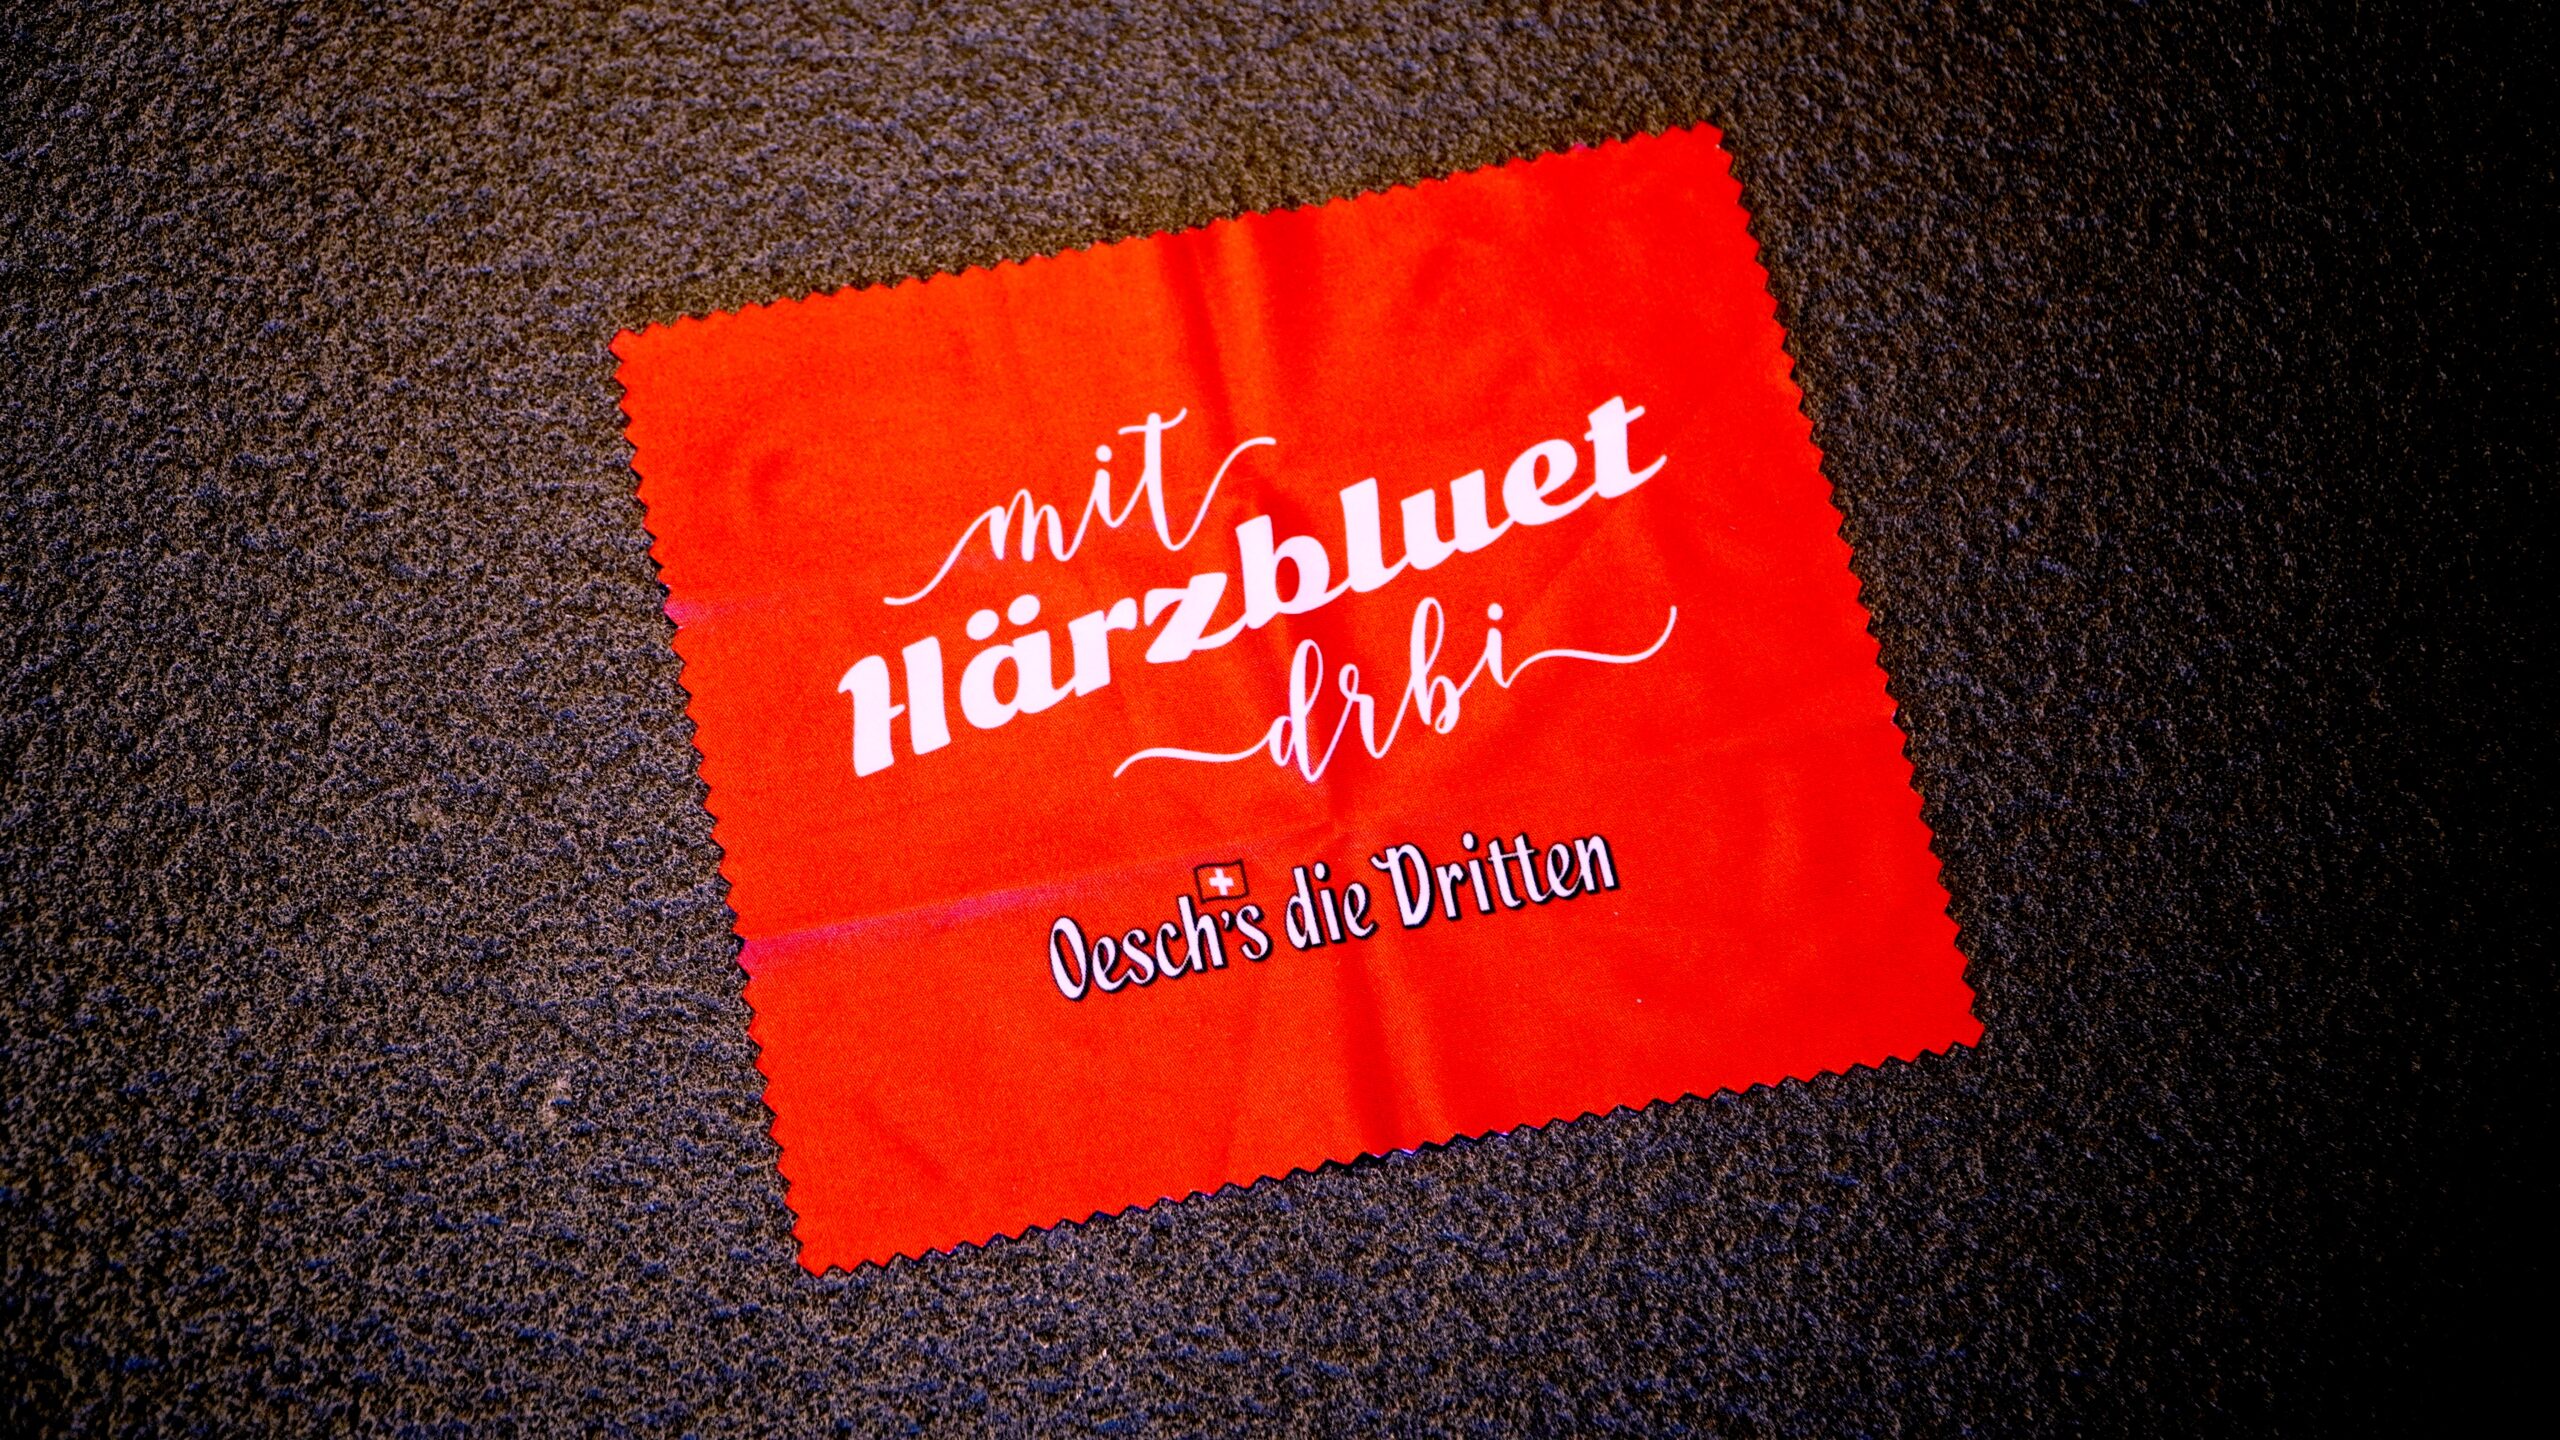 mit
Härzbluet
drbi
Oesch's die Dritten